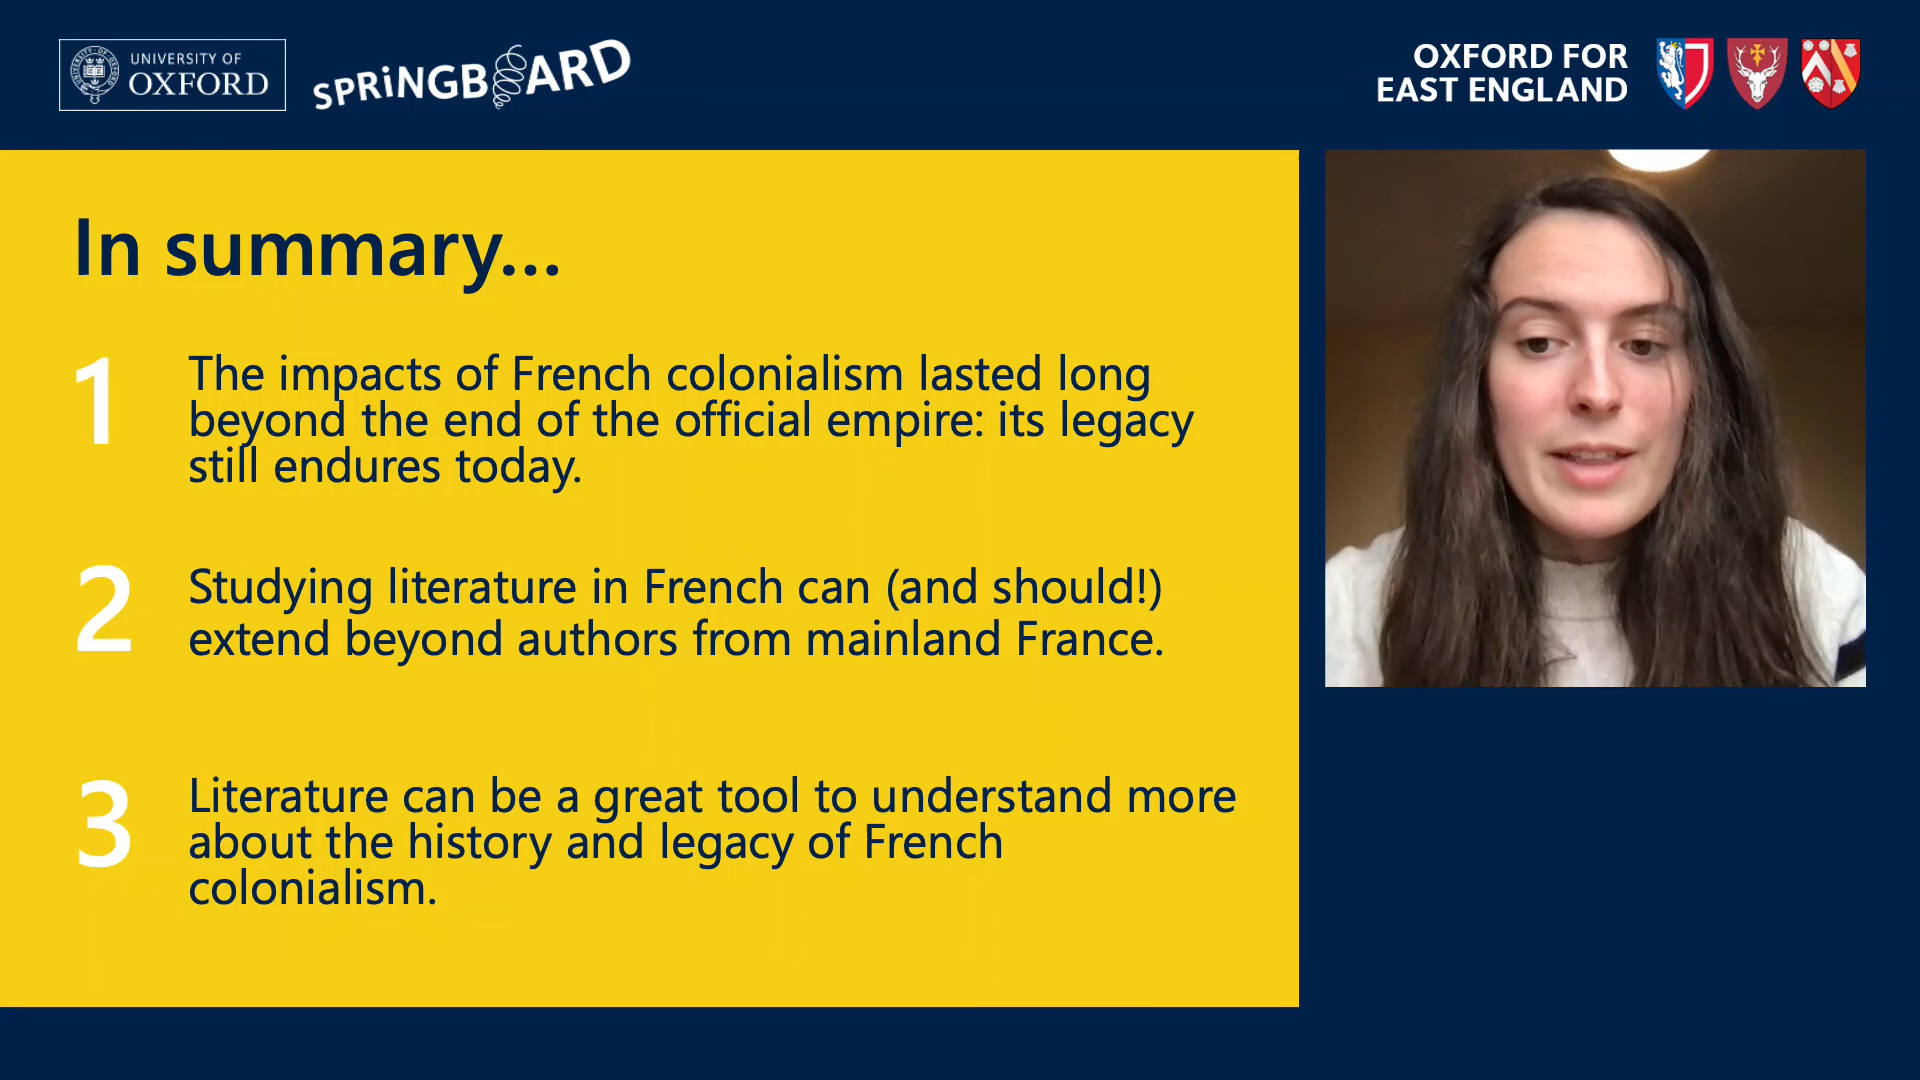 UNIVERSITY OF
OXFORD
SPRiNGBOARD
OXFORD FOR
EAST ENGLAND
In summary...
1
The impacts of French colonialism lasted long
beyond the end of the official empire: its legacy
still endures today.
2
Studying literature in French can (and should!)
extend beyond authors from mainland France.
3
Literature can be a great tool to understand more
about the history and legacy of French
colonialism.